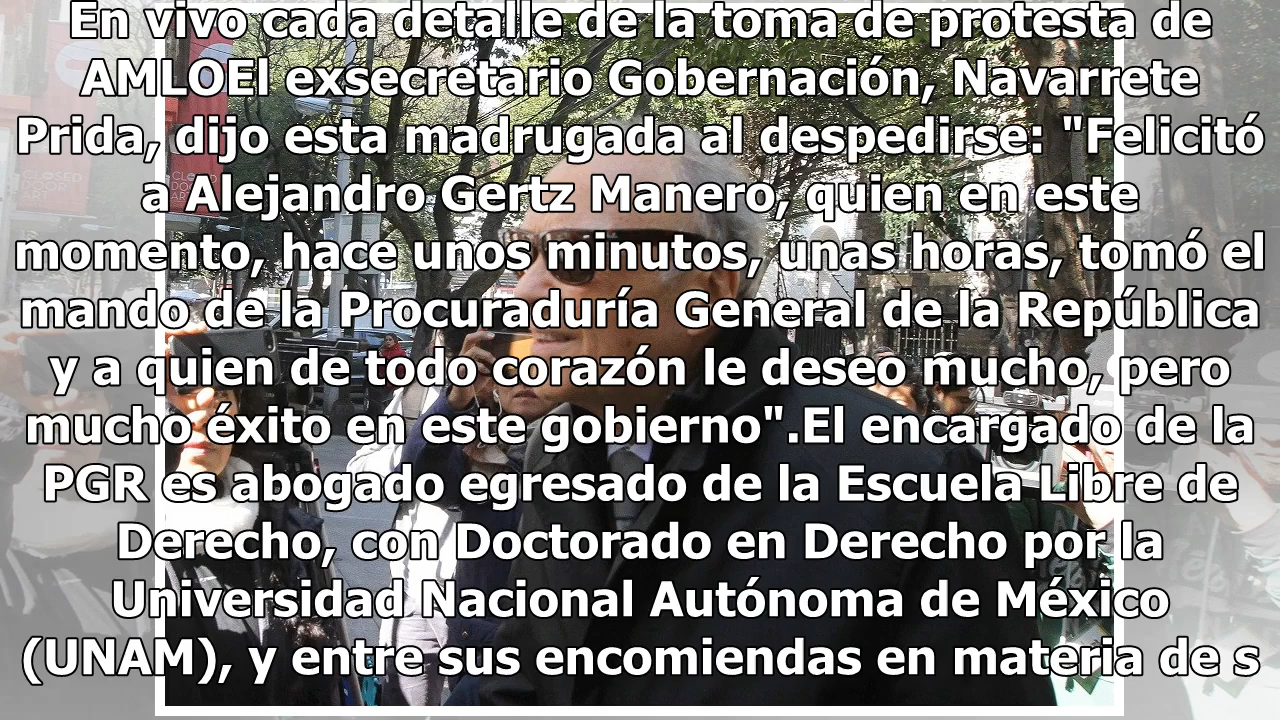 En vivo cada detalle de la toma de protesta de
AMLOEl exsecretario Gobernación, Navarrete
Prida, dijo esta madrugada al despedirse: "Felicitó
a Alejandro Gertz Manero, quien en este
momento, hace unos minutos, unas horas, tomó el
mando de la Procuraduría General de la República
y a quien de todo corazón le deseo mucho, pero
mucho éxito en este gobierno".El encargado de la
PGR es abogado egresado de la Escuela Libre de
Derecho, con Doctorado en Derecho por la
Universidad Nacional Autónoma de México
(UNAM), y entre sus encomiendas en materia de s
CLOSED
DOOR
ART